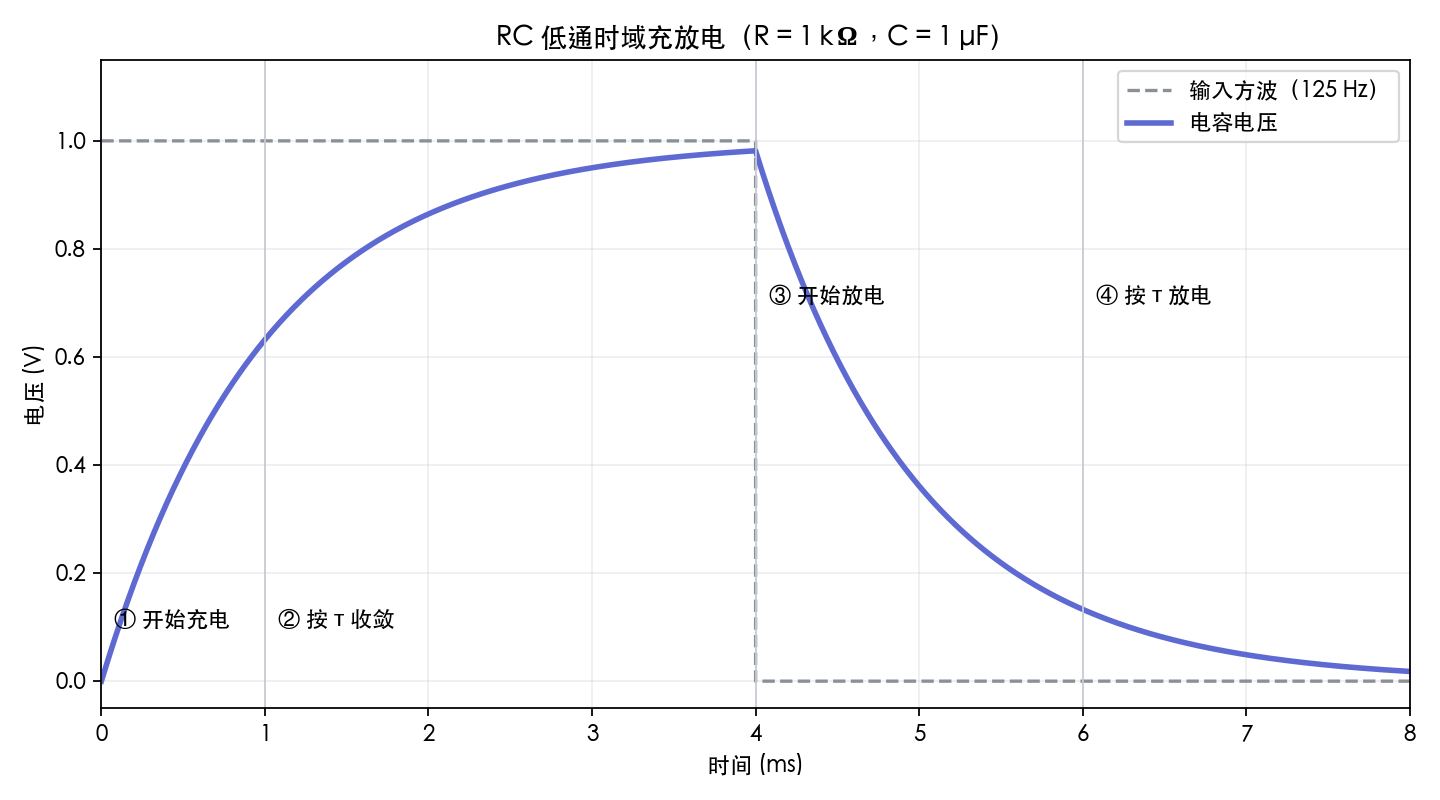 RC 低通时域充放电（R = 1 kΩ，C = 1 μF）
输入方波（125 Hz）
电容电压
1.0
0.8
③ 开始放电
④ 按 τ 放电
0.6
电压 (V)
0.4
0.2
① 开始充电
② 按 τ 收敛
0.0
0 1 2 3 4 5 6 7 8
时间 (ms)